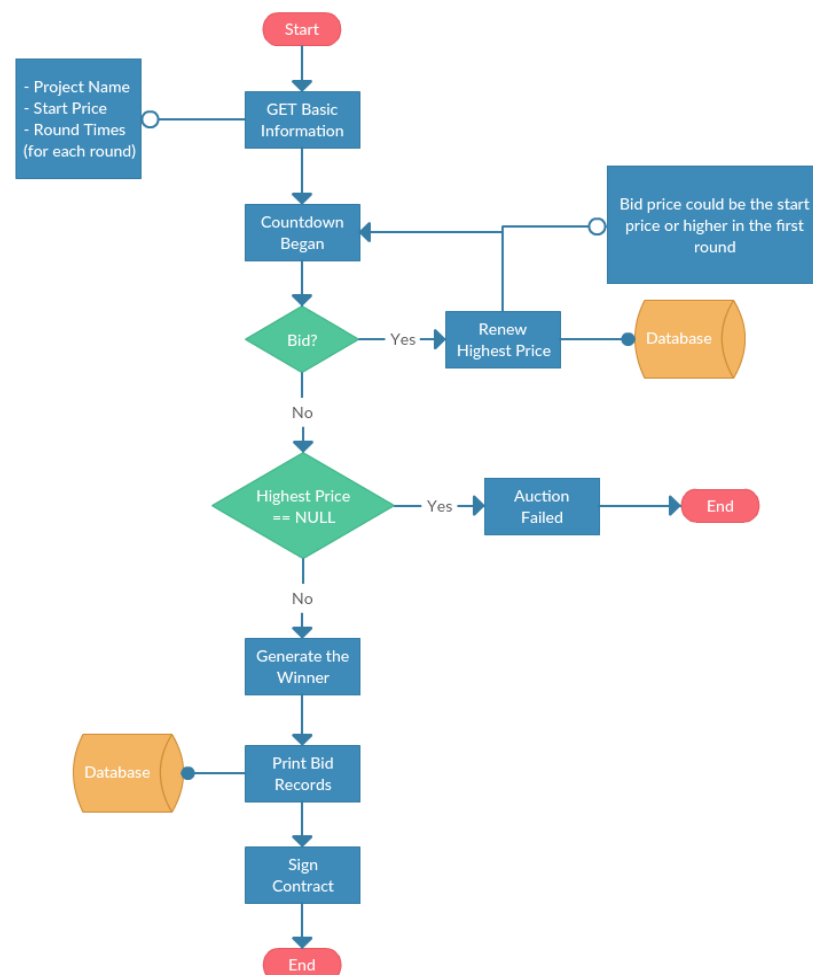 Start
- Project Name
- Start Price
- Round Times
(for each round)
GET Basic
Information
Bid price could be the start
price or higher in the first
round
Countdown
Began
Bid?
Yes
Renew
Highest Price
Database
No
Highest Price
== NULL
Yes
Auction
Failed
End
No
Generate the
Winner
Database
Print Bid
Records
Sign
Contract
End